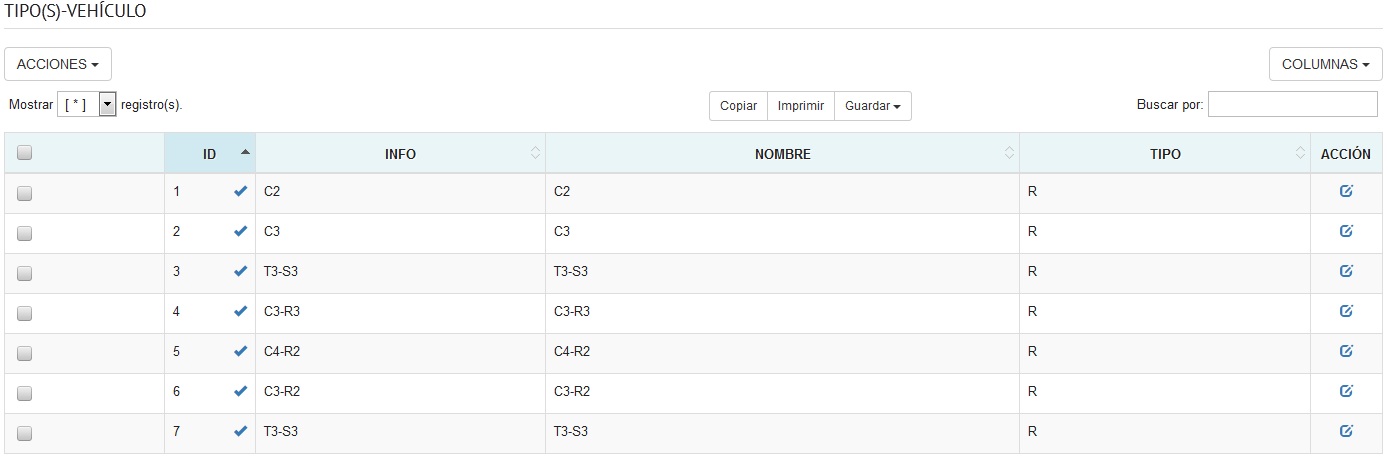 TIPO(S)-VEHÍCULO
ACCIONES COLUMNAS
Mostrar [ * ] registro(s). Copiar Imprimir Guardar Buscar por:
ID INFO NOMBRE TIPO ACCIÓN
1 C2 C2 R
2 C3 C3 R
3 T3-S3 T3-S3 R
4 C3-R3 C3-R3 R
5 C4-R2 C4-R2 R
6 C3-R2 C3-R2 R
7 T3-S3 T3-S3 R